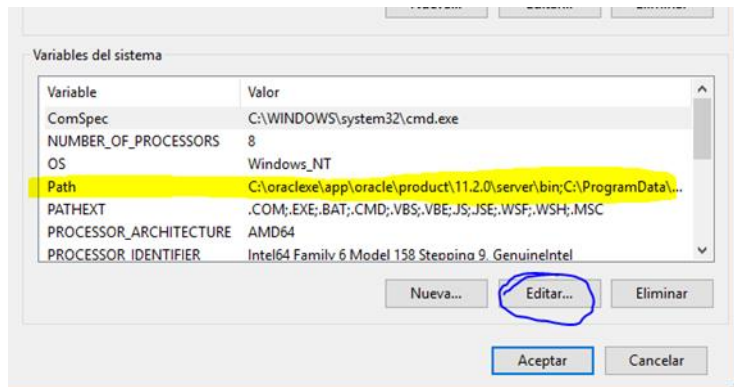 Variables del sistema
Variable Valor
ComSpec C:\WINDOWS\system32\cmd.exe
NUMBER_OF_PROCESSORS 8
OS Windows_NT
Path C:\oraclexe\app\oracle\product\11.2.0\server\bin;C:\ProgramData\...
PATHEXT .COM;.EXE;.BAT;.CMD;.VBS;.VBE;.JS;.JSE;.WSF;.WSH;.MSC
PROCESSOR_ARCHITECTURE AMD64
PROCESSOR IDENTIFIER Intel64 Family 6 Model 158 Stepping 9. GenuineIntel
Nueva... Editar... Eliminar
Aceptar Cancelar